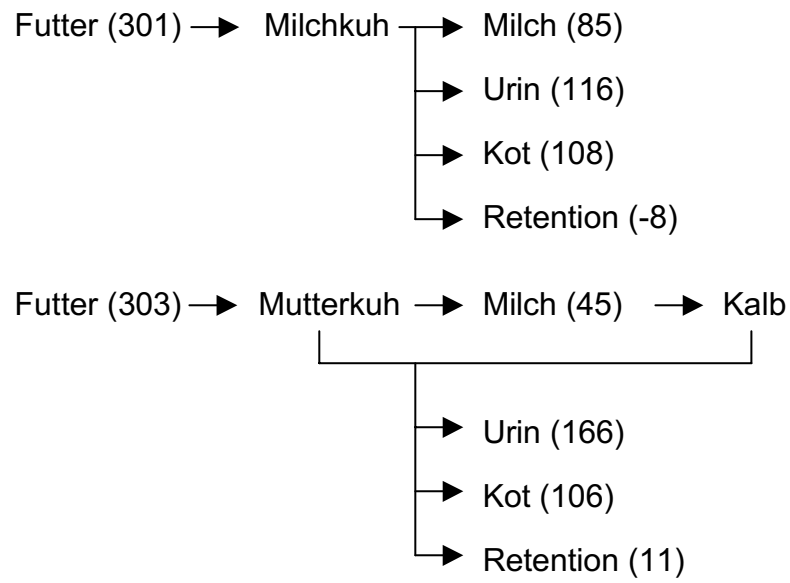 Futter (301) Milchkuh Milch (85)
Urin (116)
Kot (108)
Retention (-8)
Futter (303) Mutterkuh Milch (45) Kalb
Urin (166)
Kot (106)
Retention (11)